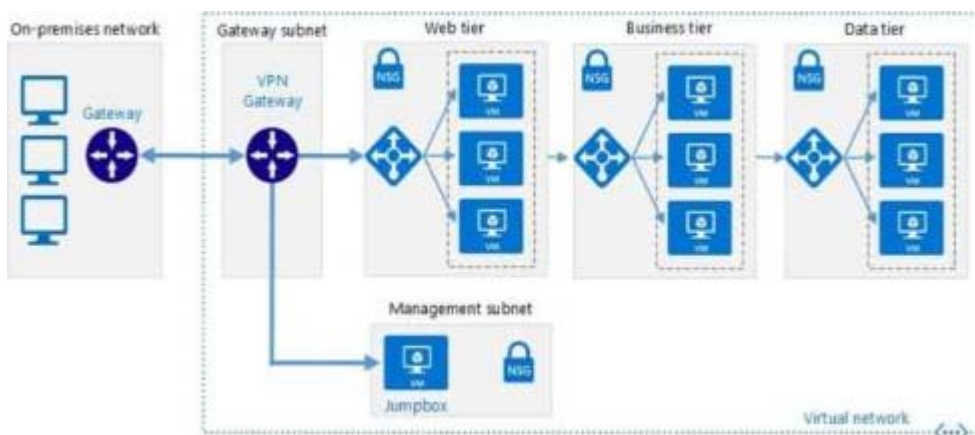 On-premises network
Gateway subnet
Web tier
Business tier
Data tier
Gateway
VPN
Gateway
NSG
NSG
NSG
VM
VM
VM
VM
VM
VM
VM
VM
VM
Management subnet
VM
NSG
Jumpbox
Virtual network